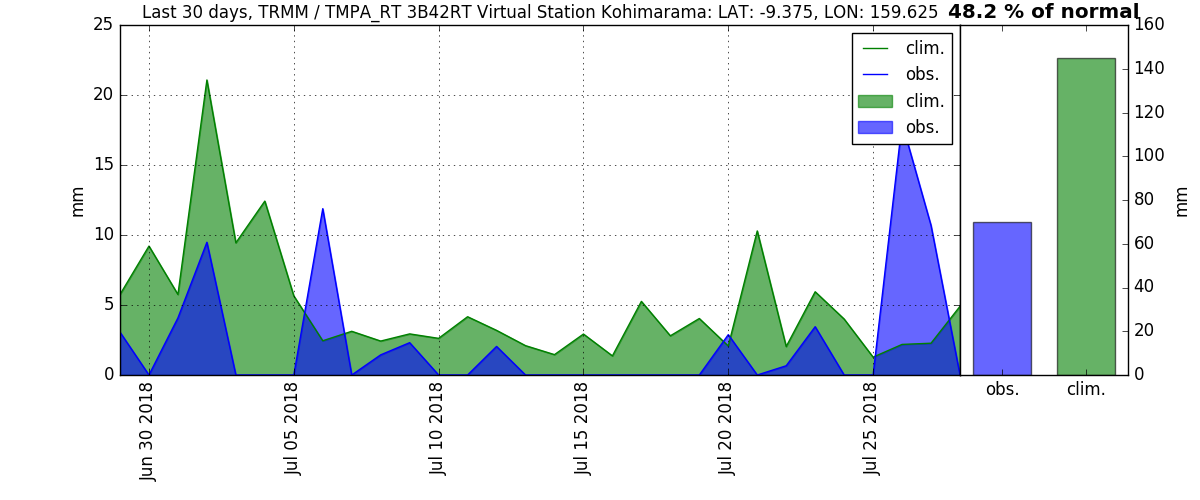 Last 30 days, TRMM / TMPA_RT 3B42RT Virtual Station Kohimarama: LAT: -9.375, LON: 159.625
48.2 % of normal
25
20
15
10
5
0
mm
clim.
obs.
clim.
obs.
Jun 30 2018
Jul 05 2018
Jul 10 2018
Jul 15 2018
Jul 20 2018
Jul 25 2018
160
140
120
100
80
60
40
20
0
mm
obs.
clim.